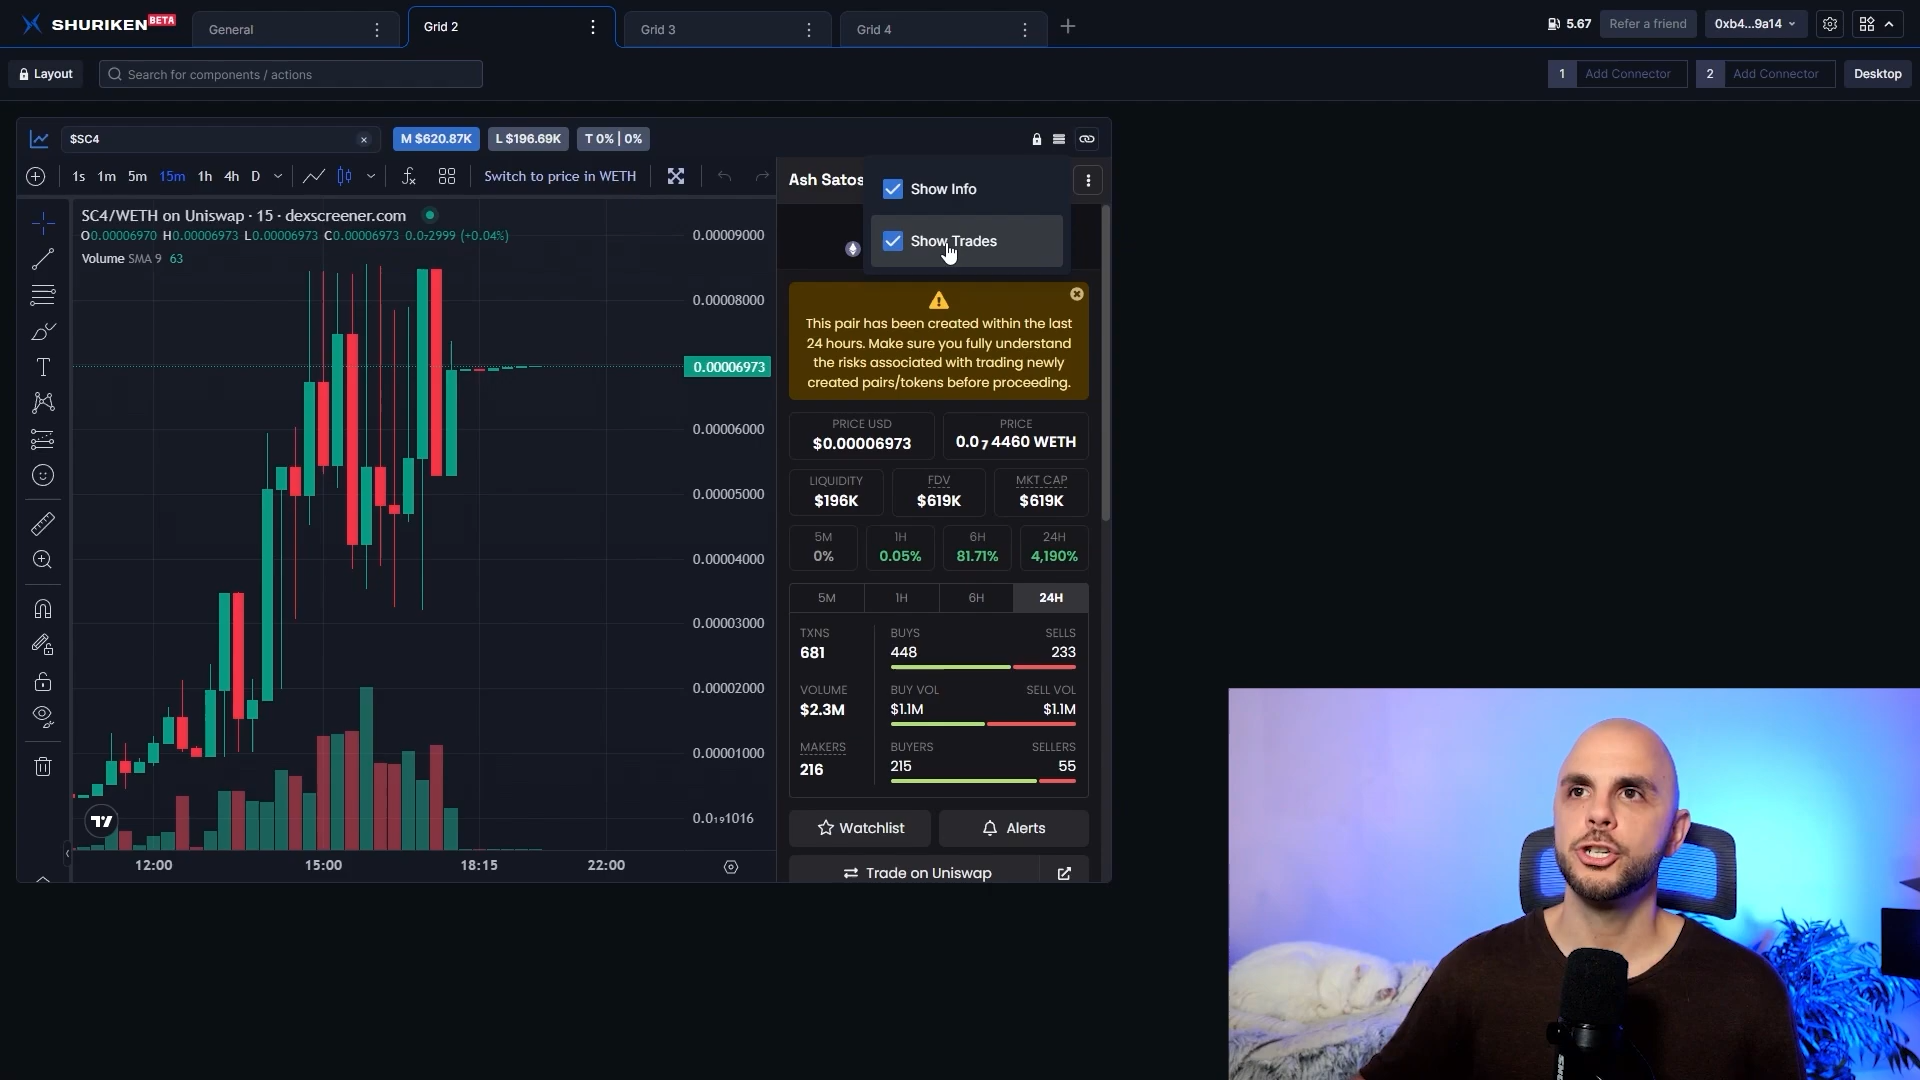 SHURIKEN BETA
General
Grid 2
Grid 3
Grid 4
5.67
Refer a friend
0xb4...9a14
Layout
Search for components / actions
1 Add Connector
2 Add Connector
Desktop
$SC4
M $620.87K
L $196.69K
T 0% | 0%
1s 1m 5m 15m 1h 4h D
Switch to price in WETH
SC4/WETH on Uniswap · 15 · dexscreener.com
O0.00006970 H0.00006973 L0.00006973 C0.00006973 0.0₇2999 (+0.04%)
Volume SMA 9 63
0.00009000
0.00008000
0.00006973
0.00006000
0.00005000
0.00004000
0.00003000
0.00002000
0.00001000
0.0₁₉1016
12:00
15:00
18:15
22:00
Ash Satos
Show Info
Show Trades
This pair has been created within the last
24 hours. Make sure you fully understand
the risks associated with trading newly
created pairs/tokens before proceeding.
PRICE USD
$0.00006973
PRICE
0.0₇4460 WETH
LIQUIDITY
$196K
FDV
$619K
MKT CAP
$619K
5M
0%
1H
0.05%
6H
81.71%
24H
4,190%
5M 1H 6H 24H
TXNS
681
BUYS
448
SELLS
233
VOLUME
$2.3M
BUY VOL
$1.1M
SELL VOL
$1.1M
MAKERS
216
BUYERS
215
SELLERS
55
Watchlist
Alerts
Trade on Uniswap